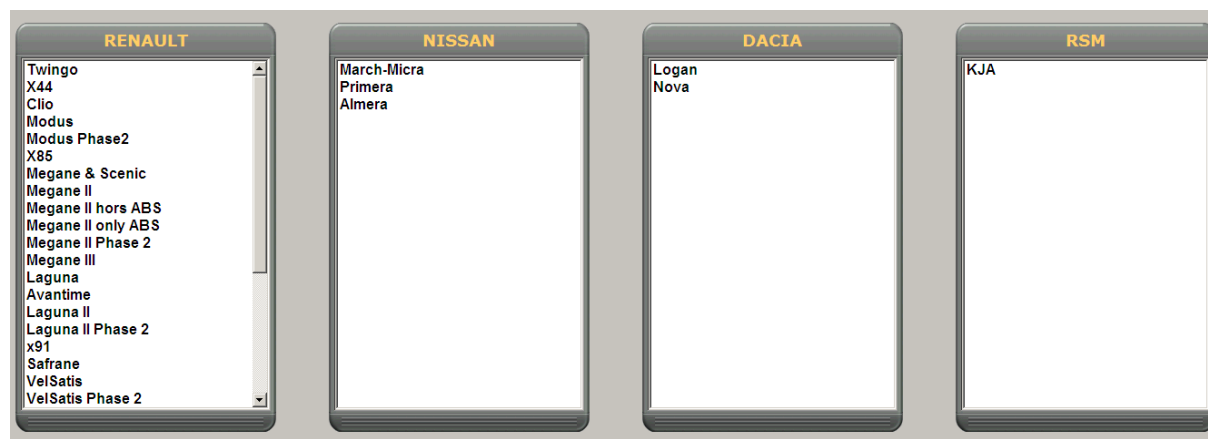 RENAULT
Twingo
X44
Clio
Modus
Modus Phase2
X85
Megane & Scenic
Megane II
Megane II hors ABS
Megane II only ABS
Megane II Phase 2
Megane III
Laguna
Avantime
Laguna II
Laguna II Phase 2
x91
Safrane
VelSatis
VelSatis Phase 2
NISSAN
March-Micra
Primera
Almera
DACIA
Logan
Nova
RSM
KJA